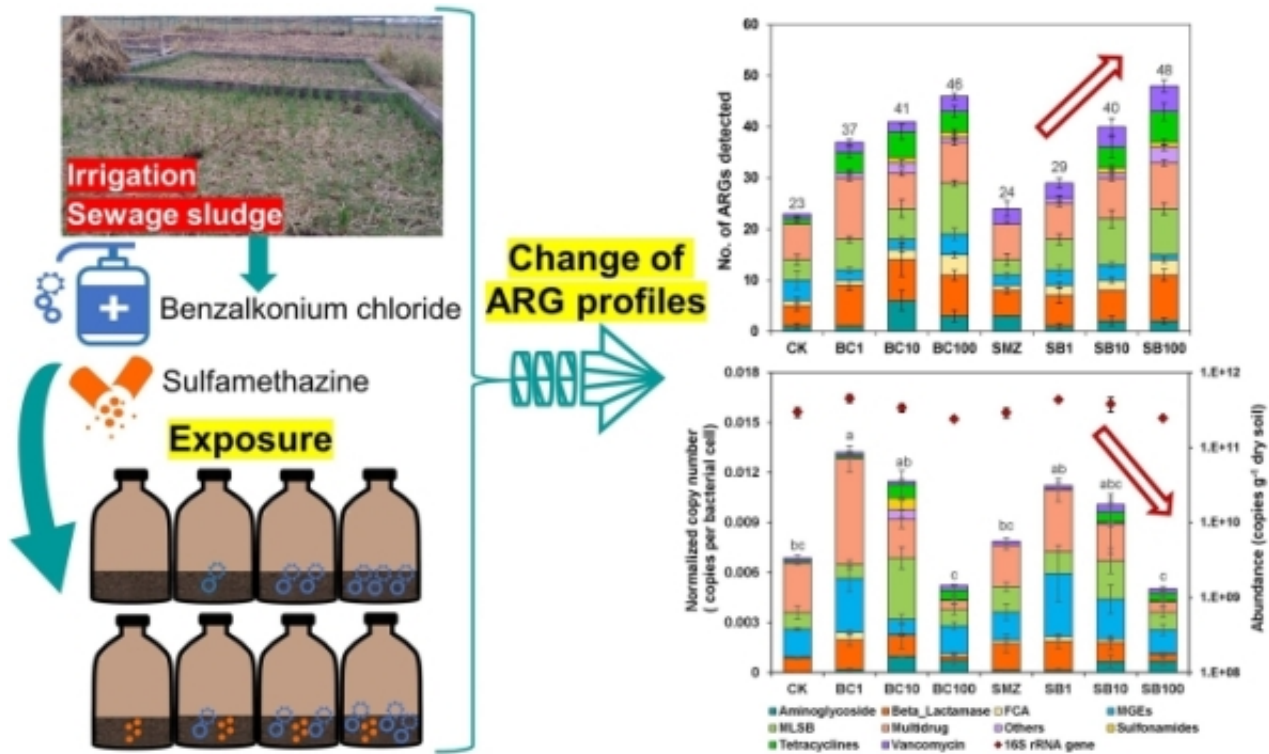 Irrigation
Sewage sludge
Benzalkonium chloride
Sulfamethazine
Exposure
Change of
ARG profiles
No. of ARGs detected
60
50
40
30
20
10
0
23
37
41
46
24
29
40
48
CK BC1 BC10 BC100 SMZ SB1 SB10 SB100
Normalized copy number
( copies per bacterial cell)
0.018
0.015
0.012
0.009
0.006
0.003
0
bc
a
ab
c
bc
ab
abc
c
1.E+12
1.E+11
1.E+10
1.E+09
1.E+08
Abundance (copies g⁻¹ dry soil)
CK BC1 BC10 BC100 SMZ SB1 SB10 SB100
Aminoglycoside Beta_Lactamase FCA MGEs
MLSB Multidrug Others Sulfonamides
Tetracyclines Vancomycin 16S rRNA gene